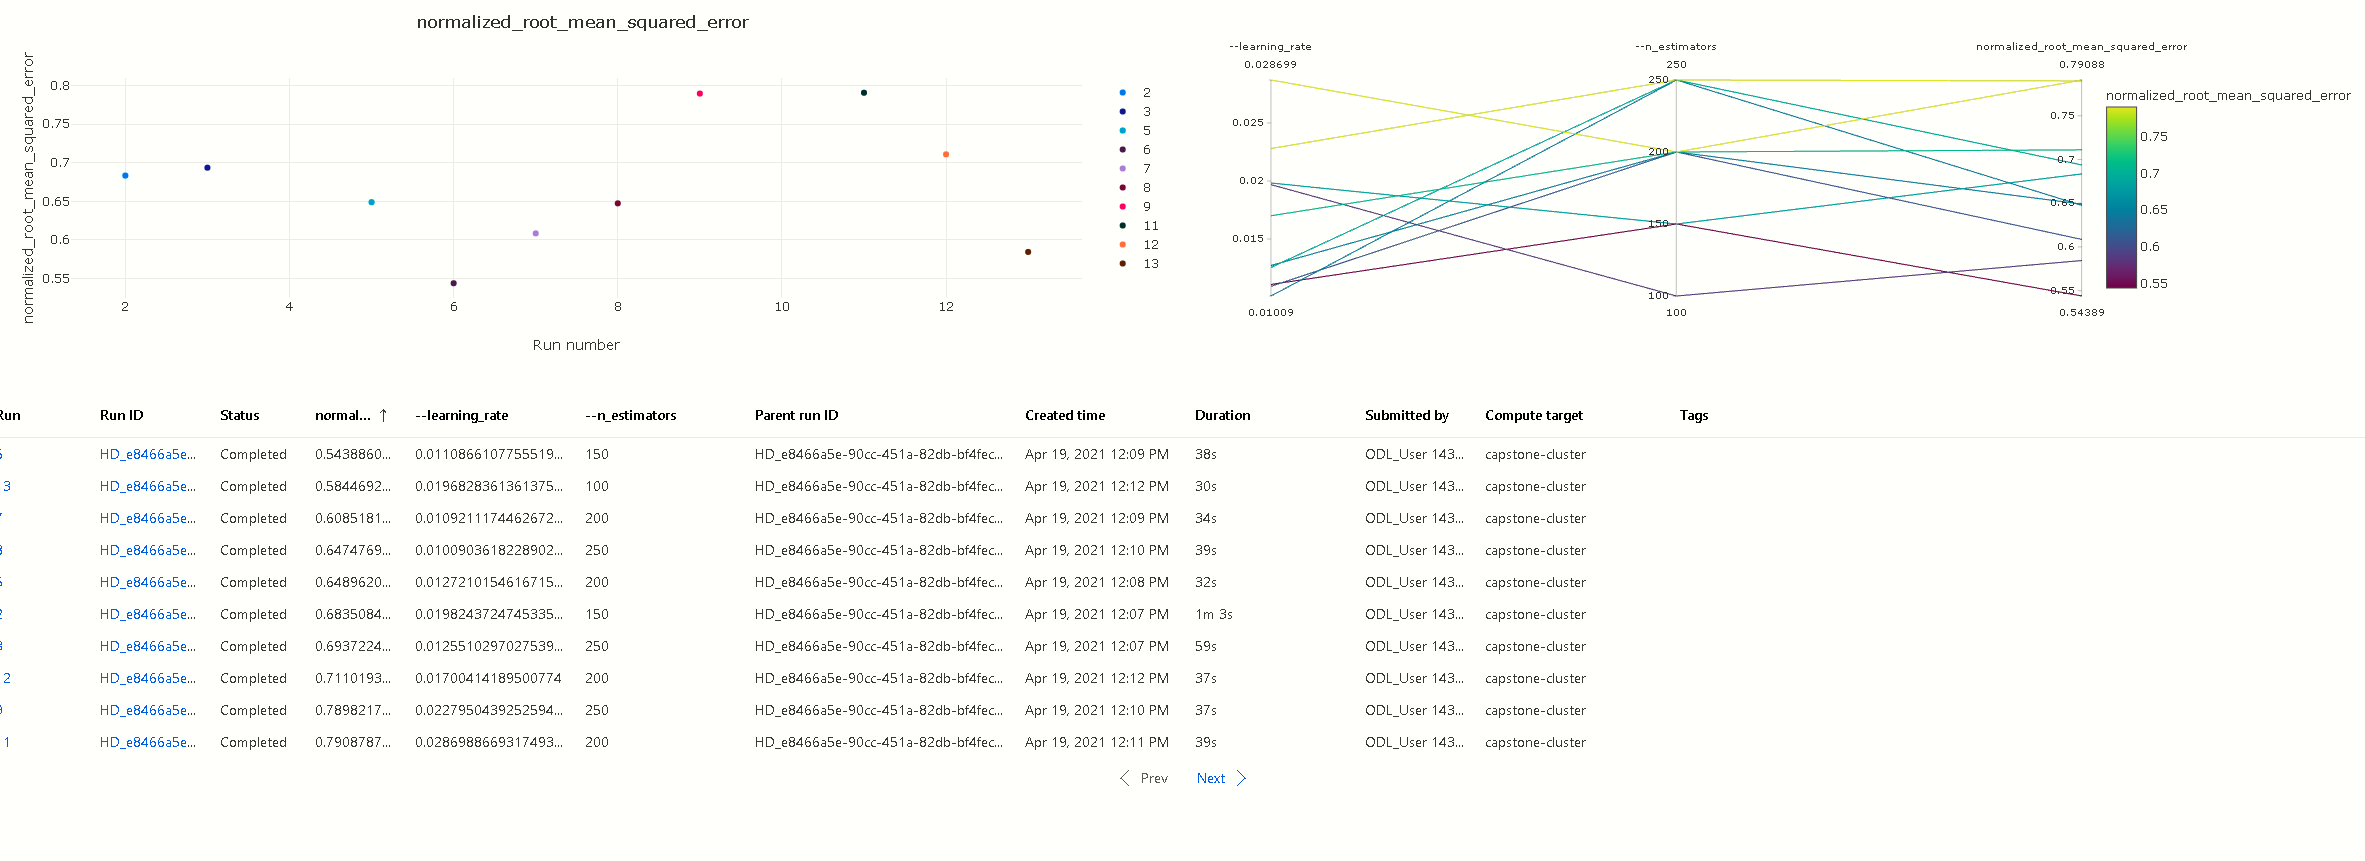 normalized_root_mean_squared_error
normalized_root_mean_squared_error
0.8
0.75
0.7
0.65
0.6
0.55
2 4 6 8 10 12
Run number
2
3
5
6
7
8
9
11
12
13
--learning_rate --n_estimators normalized_root_mean_squared_error
0.028699 250 0.79088
0.025
0.02
0.015
250
200
150
100
0.75
0.7
0.65
0.6
0.55
0.01009 100 0.54389
normalized_root_mean_squared_error
0.75
0.7
0.65
0.6
0.55
Run Run ID Status normal... ↑ --learning_rate --n_estimators Parent run ID Created time Duration Submitted by Compute target Tags
HD_e8466a5e... Completed 0.5438860... 0.0110866107755519... 150 HD_e8466a5e-90cc-451a-82db-bf4fec... Apr 19, 2021 12:09 PM 38s ODL_User 143... capstone-cluster
3 HD_e8466a5e... Completed 0.5844692... 0.0196828361361375... 100 HD_e8466a5e-90cc-451a-82db-bf4fec... Apr 19, 2021 12:12 PM 30s ODL_User 143... capstone-cluster
HD_e8466a5e... Completed 0.6085181... 0.0109211174462672... 200 HD_e8466a5e-90cc-451a-82db-bf4fec... Apr 19, 2021 12:09 PM 34s ODL_User 143... capstone-cluster
HD_e8466a5e... Completed 0.6474769... 0.0100903618228902... 250 HD_e8466a5e-90cc-451a-82db-bf4fec... Apr 19, 2021 12:10 PM 39s ODL_User 143... capstone-cluster
HD_e8466a5e... Completed 0.6489620... 0.0127210154616715... 200 HD_e8466a5e-90cc-451a-82db-bf4fec... Apr 19, 2021 12:08 PM 32s ODL_User 143... capstone-cluster
HD_e8466a5e... Completed 0.6835084... 0.0198243724745335... 150 HD_e8466a5e-90cc-451a-82db-bf4fec... Apr 19, 2021 12:07 PM 1m 3s ODL_User 143... capstone-cluster
HD_e8466a5e... Completed 0.6937224... 0.0125510297027539... 250 HD_e8466a5e-90cc-451a-82db-bf4fec... Apr 19, 2021 12:07 PM 59s ODL_User 143... capstone-cluster
2 HD_e8466a5e... Completed 0.7110193... 0.01700414189500774 200 HD_e8466a5e-90cc-451a-82db-bf4fec... Apr 19, 2021 12:12 PM 37s ODL_User 143... capstone-cluster
HD_e8466a5e... Completed 0.7898217... 0.0227950439252594... 250 HD_e8466a5e-90cc-451a-82db-bf4fec... Apr 19, 2021 12:10 PM 37s ODL_User 143... capstone-cluster
1 HD_e8466a5e... Completed 0.7908787... 0.0286988669317493... 200 HD_e8466a5e-90cc-451a-82db-bf4fec... Apr 19, 2021 12:11 PM 39s ODL_User 143... capstone-cluster
Prev Next